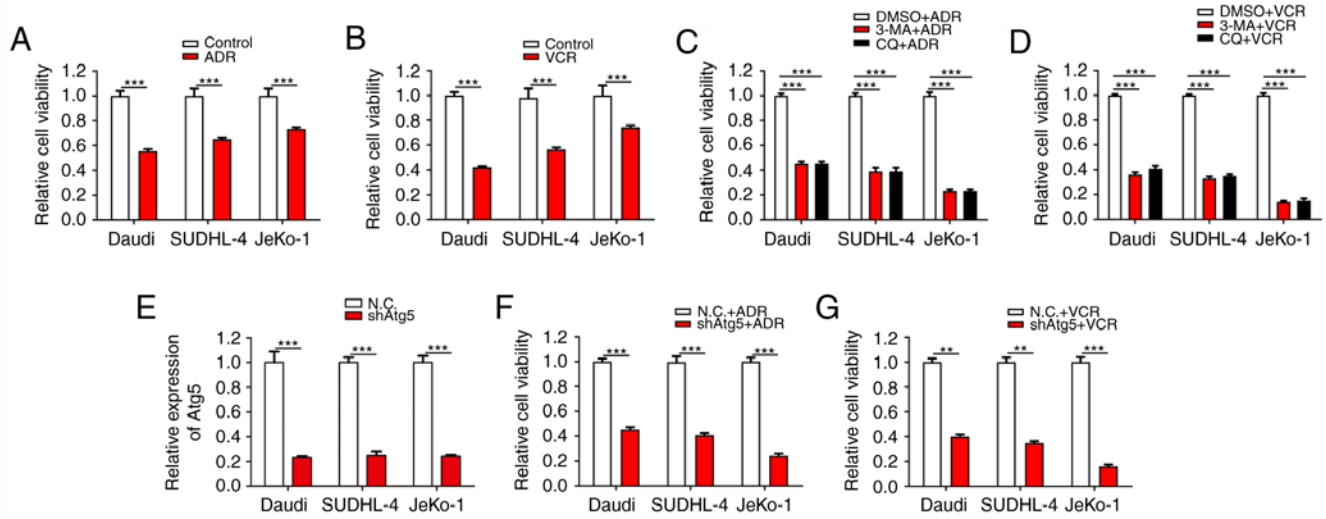 A
Control
ADR
Relative cell viability
1.2
1.0
0.8
0.6
0.4
0.2
0.0
***
***
***
Daudi SUDHL-4 JeKo-1
B
Control
VCR
Relative cell viability
1.2
1.0
0.8
0.6
0.4
0.2
0.0
***
***
***
Daudi SUDHL-4 JeKo-1
C
DMSO+ADR
3-MA+ADR
CQ+ADR
Relative cell viability
1.2
1.0
0.8
0.6
0.4
0.2
0.0
*** *** ***
*** *** ***
Daudi SUDHL-4 JeKo-1
D
DMSO+VCR
3-MA+VCR
CQ+VCR
Relative cell viability
1.2
1.0
0.8
0.6
0.4
0.2
0.0
*** *** ***
*** *** ***
Daudi SUDHL-4 JeKo-1
E
N.C.
shAtg5
Relative expression
of Atg5
1.2
1.0
0.8
0.6
0.4
0.2
0.0
*** *** ***
Daudi SUDHL-4 JeKo-1
F
N.C.+ADR
shAtg5+ADR
Relative cell viability
1.2
1.0
0.8
0.6
0.4
0.2
0.0
*** *** ***
Daudi SUDHL-4 JeKo-1
G
N.C.+VCR
shAtg5+VCR
Relative cell viability
1.2
1.0
0.8
0.6
0.4
0.2
0.0
** ** ***
Daudi SUDHL-4 JeKo-1